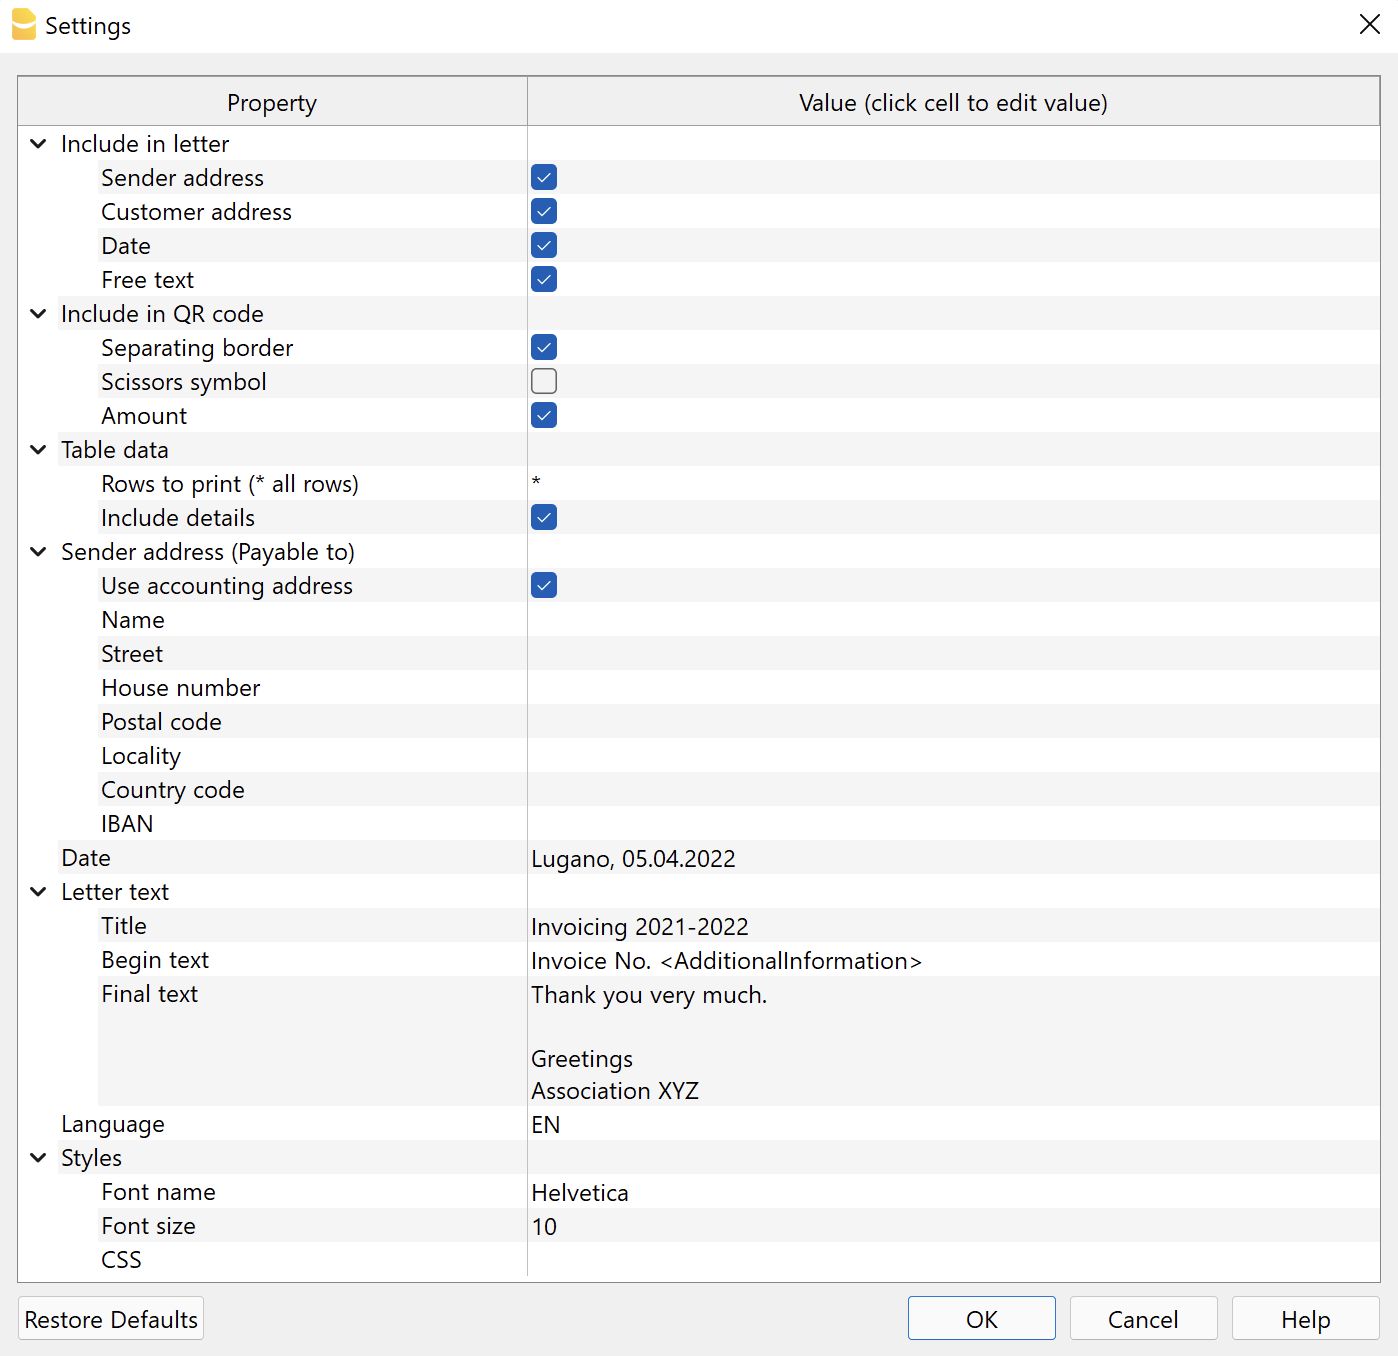 Settings
Property Value (click cell to edit value)
Include in letter
Sender address
Customer address
Date
Free text
Include in QR code
Separating border
Scissors symbol
Amount
Table data
Rows to print (* all rows) *
Include details
Sender address (Payable to)
Use accounting address
Name
Street
House number
Postal code
Locality
Country code
IBAN
Date Lugano, 05.04.2022
Letter text
Title Invoicing 2021-2022
Begin text Invoice No. <AdditionalInformation>
Final text Thank you very much.
Greetings
Association XYZ
Language EN
Styles
Font name Helvetica
Font size 10
CSS
Restore Defaults OK Cancel Help